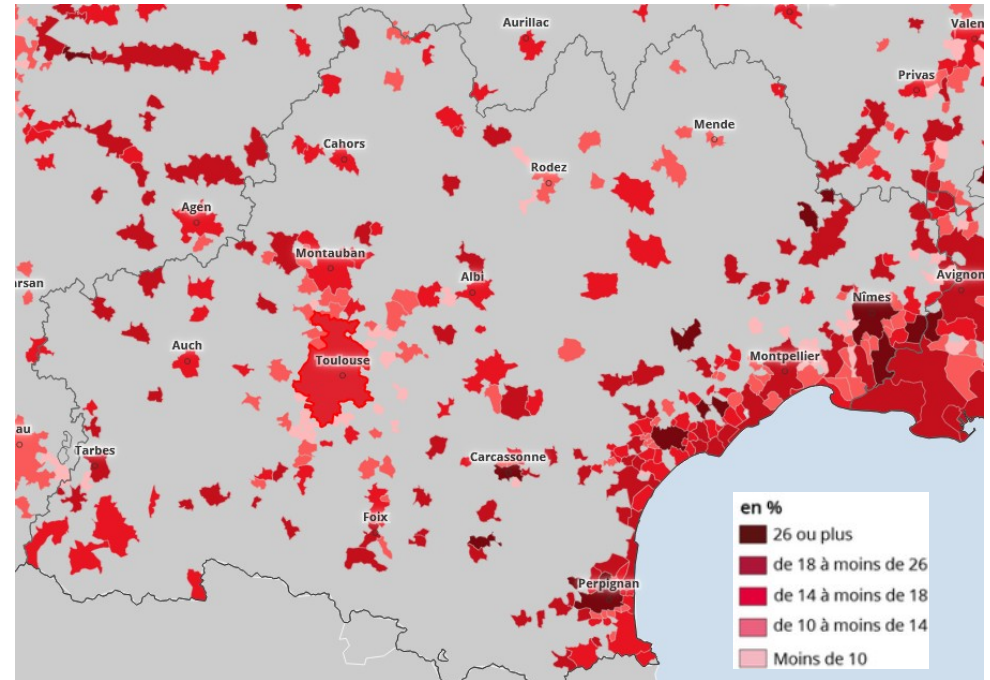 Aurillac
Valen
Privas
Mende
Cahors
Rodez
Agen
Montauban
Albi
arsan
Avignon
Nîmes
Auch
Toulouse
Montpellier
au
Tarbes
Carcassonne
Foix
Perpignan
en %
26 ou plus
de 18 à moins de 26
de 14 à moins de 18
de 10 à moins de 14
Moins de 10